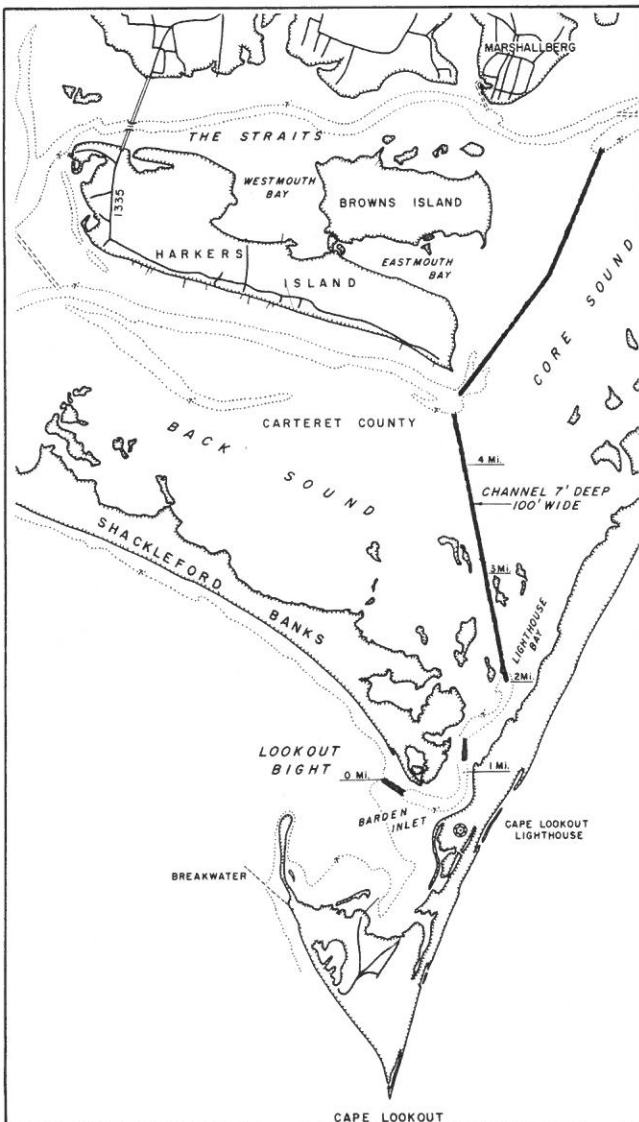 MARSHALLBERG
THE STRAITS
WESTMOUTH
BAY
BROWNS ISLAND
1335
HARKERS
ISLAND
EASTMOUTH
BAY
CORE SOUND
CARTERET COUNTY
BACK SOUND
4 Mi.
CHANNEL 7' DEEP
100' WIDE
3 Mi.
SHACKLEFORD
BANKS
LIGHTHOUSE
BAY
2Mi.
LOOKOUT
BIGHT
0 Mi.
1 Mi.
BARDEN
INLET
CAPE LOOKOUT
LIGHTHOUSE
BREAKWATER
CAPE LOOKOUT